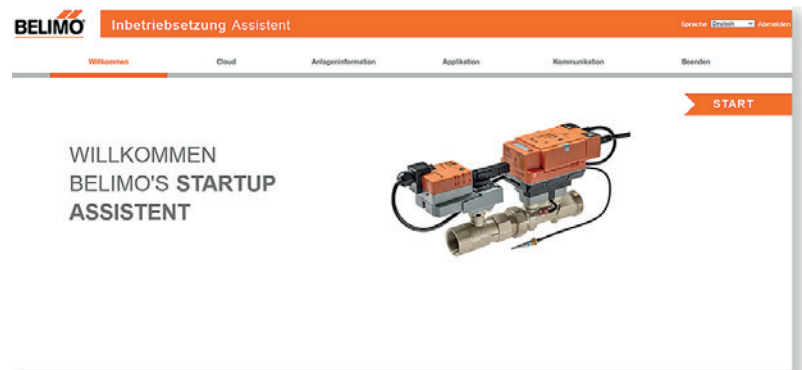 BELIMO
Inbetriebsetzung Assistent
Sprache Deutsch Abmelden
Willkommen Cloud Anlageninformation Applikation Kommunikation Beenden
START
WILLKOMMEN
BELIMO'S STARTUP
ASSISTENT